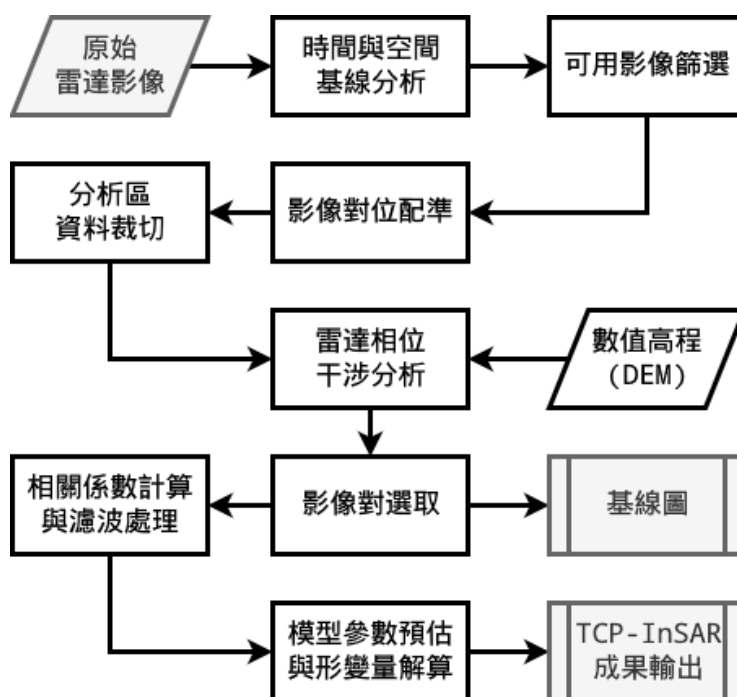 原始
雷達影像
時間與空間
基線分析
可用影像篩選
分析區
資料裁切
影像對位配準
雷達相位
干涉分析
數值高程
(DEM)
相關係數計算
與濾波處理
影像對選取
基線圖
模型參數預估
與形變量解算
TCP-InSAR
成果輸出